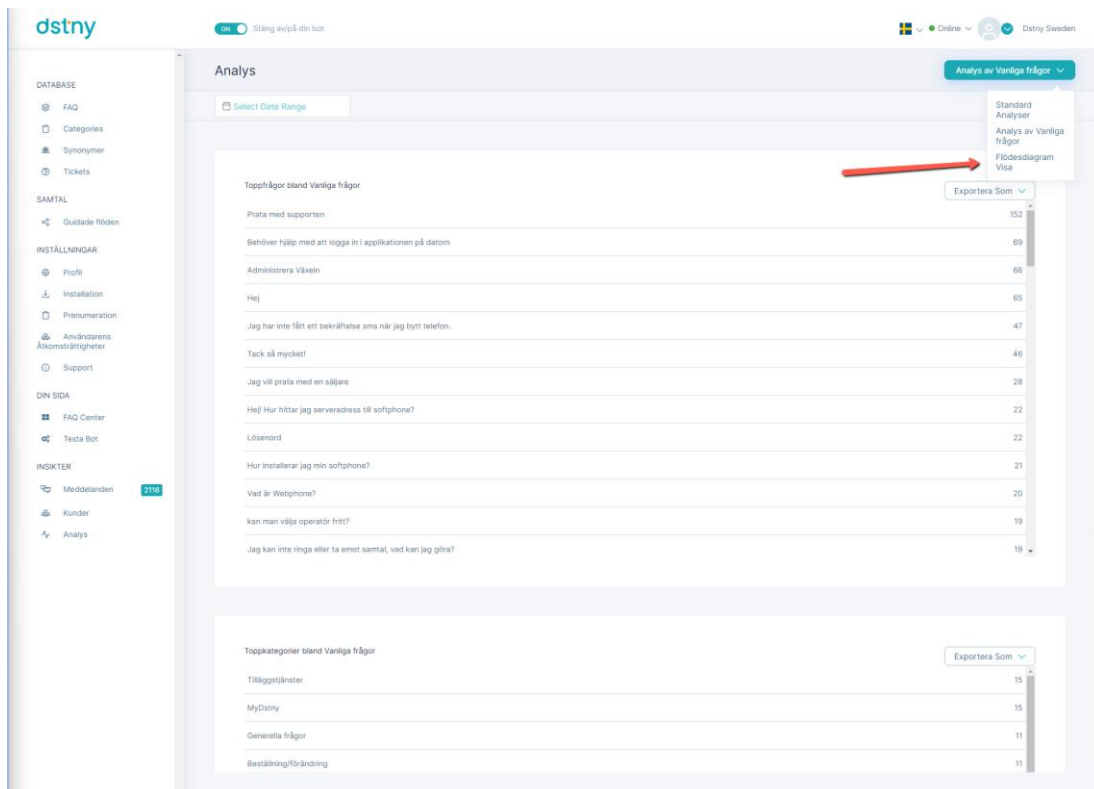 dstny
ON Stäng av/på din bot
Online
Dstny Sweden
DATABASE
FAQ
Categories
Synonymer
Tickets
SAMTAL
Guidade flöden
INSTÄLLNINGAR
Profil
Installation
Prenumeration
Användarens
Åtkomsträttigheter
Support
DIN SIDA
FAQ Center
Testa Bot
INSIKTER
Meddelanden 2116
Kunder
Analys
Analys
Analys av Vanliga frågor
Select Date Range
Standard
Analyser
Analys av Vanliga
frågor
Flödesdiagram
Visa
Toppfrågor bland Vanliga frågor
Exportera Som
Prata med supporten 152
Behöver hjälp med att logga in i applikationen på datorn 69
Administrera Växeln 66
Hej 65
Jag har inte fått ett bekräftelse sms när jag bytt telefon. 47
Tack så mycket! 46
Jag vill prata med en säljare 28
Hej! Hur hittar jag serveradress till softphone? 22
Lösenord 22
Hur installerar jag min softphone? 21
Vad är Webphone? 20
kan man välja operatör fritt? 19
Jag kan inte ringa eller ta emot samtal, vad kan jag göra? 19
Toppkategorier bland Vanliga frågor
Exportera Som
Tilläggstjänster 15
MyDstny 15
Generella frågor 11
Beställning/förändring 11